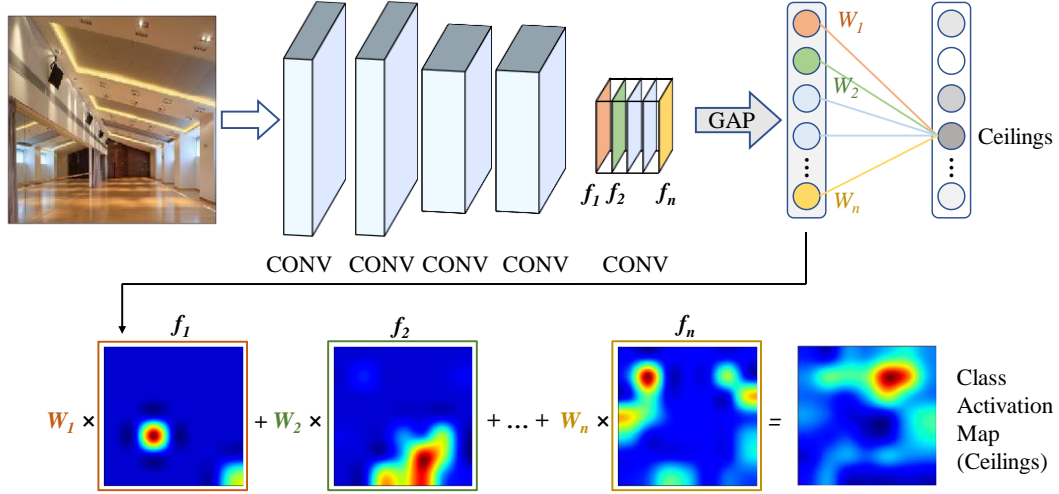 W1
W2
GAP
Ceilings
f1 f2 fn
Wn
CONV CONV CONV CONV CONV
f1 f2 fn
W1 × + W2 × + ... + Wn × =
Class
Activation
Map
(Ceilings)